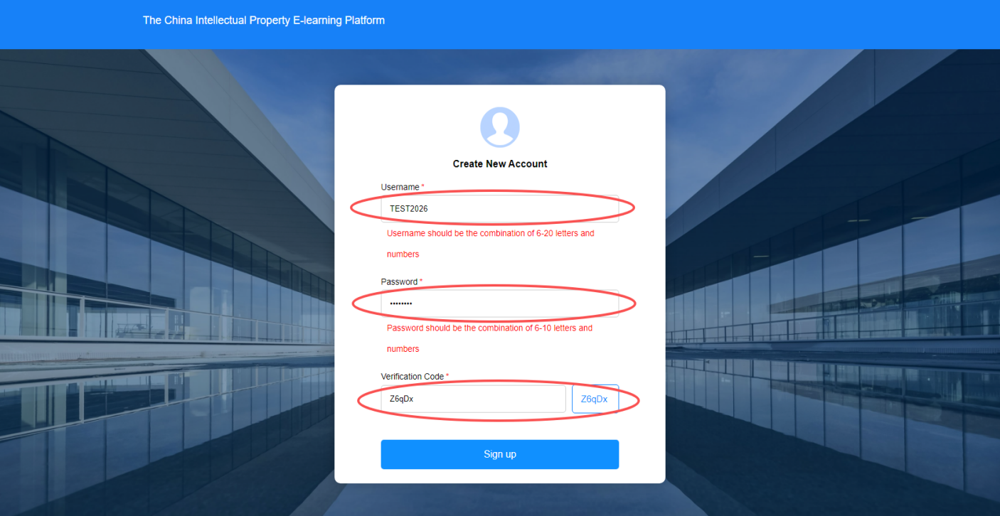 The China Intellectual Property E-learning Platform
Create New Account
Username *
TEST2026
Username should be the combination of 6-20 letters and
numbers
Password *
••••••••
Password should be the combination of 6-10 letters and
numbers
Verification Code *
Z6qDx Z6qDx
Sign up